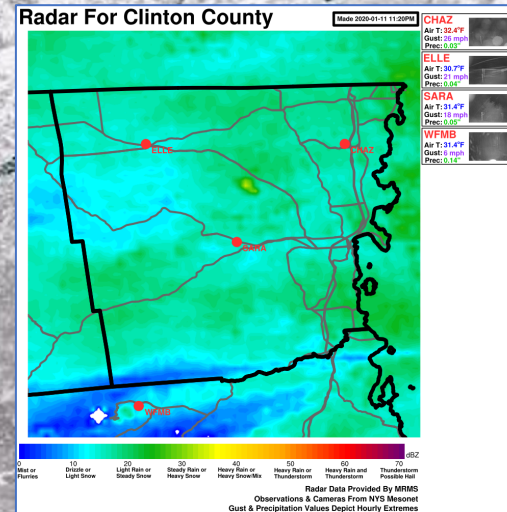 Radar For Clinton County
Made 2020-01-11 11:20PM
CHAZ
Air T: 32.4°F
Gust: 26 mph
Prec: 0.03"
ELLE
Air T: 30.7°F
Gust: 21 mph
Prec: 0.04"
SARA
Air T: 31.4°F
Gust: 18 mph
Prec: 0.05"
WFMB
Air T: 31.4°F
Gust: 6 mph
Prec: 0.14"
ELLE
CHAZ
SARA
WFMB
0 10 20 30 40 50 60 70 dBZ
Mist or Flurries
Drizzle or Light Snow
Light Rain or Steady Snow
Steady Rain or Heavy Snow
Heavy Rain or Heavy Snow/Mix
Heavy Rain or Thunderstorm
Heavy Rain and Thunderstorm
Thunderstorm Possible Hail
Radar Data Provided By MRMS
Observations & Cameras From NYS Mesonet
Gust & Precipitation Values Depict Hourly Extremes